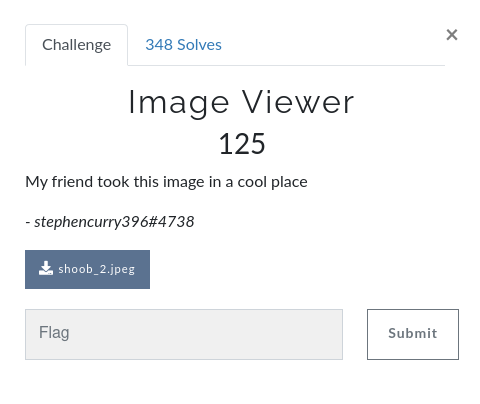 Challenge
348 Solves
×
Image Viewer
125
My friend took this image in a cool place
- stephencurry396#4738
shoob_2.jpeg
Flag
Submit